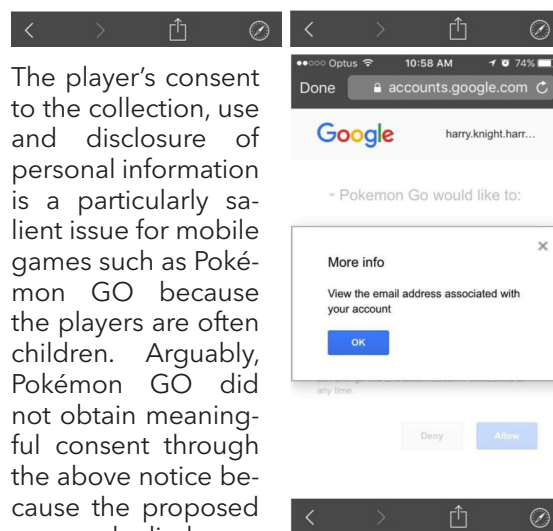 The player's consent
to the collection, use
and disclosure of
personal information
is a particularly sa-
lient issue for mobile
games such as Poké-
mon GO because
the players are often
children. Arguably,
Pokémon GO did
not obtain meaning-
ful consent through
the above notice be-
cause the proposed
Optus 10:58 AM 74%
Done accounts.google.com
Google harry.knight.harr...
Pokemon Go would like to:
More info
View the email address associated with
your account
OK
any time.
Deny Allow